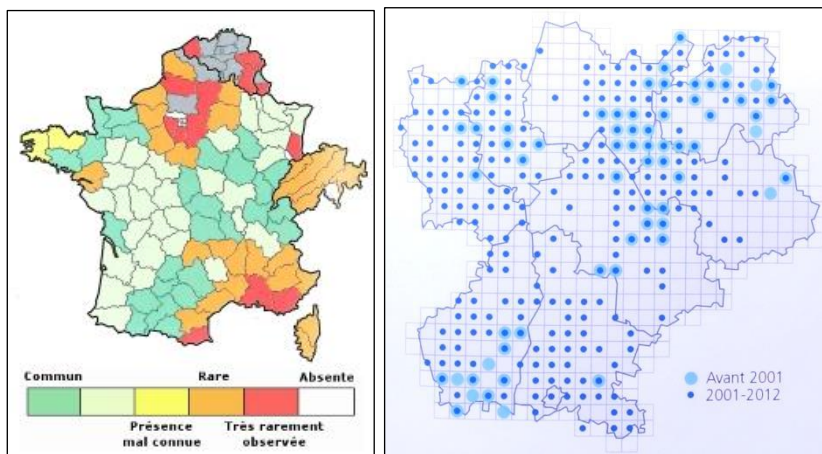 Commun
Rare
Absente
Présence
mal connue
Très rarement
observée
Avant 2001
2001-2012